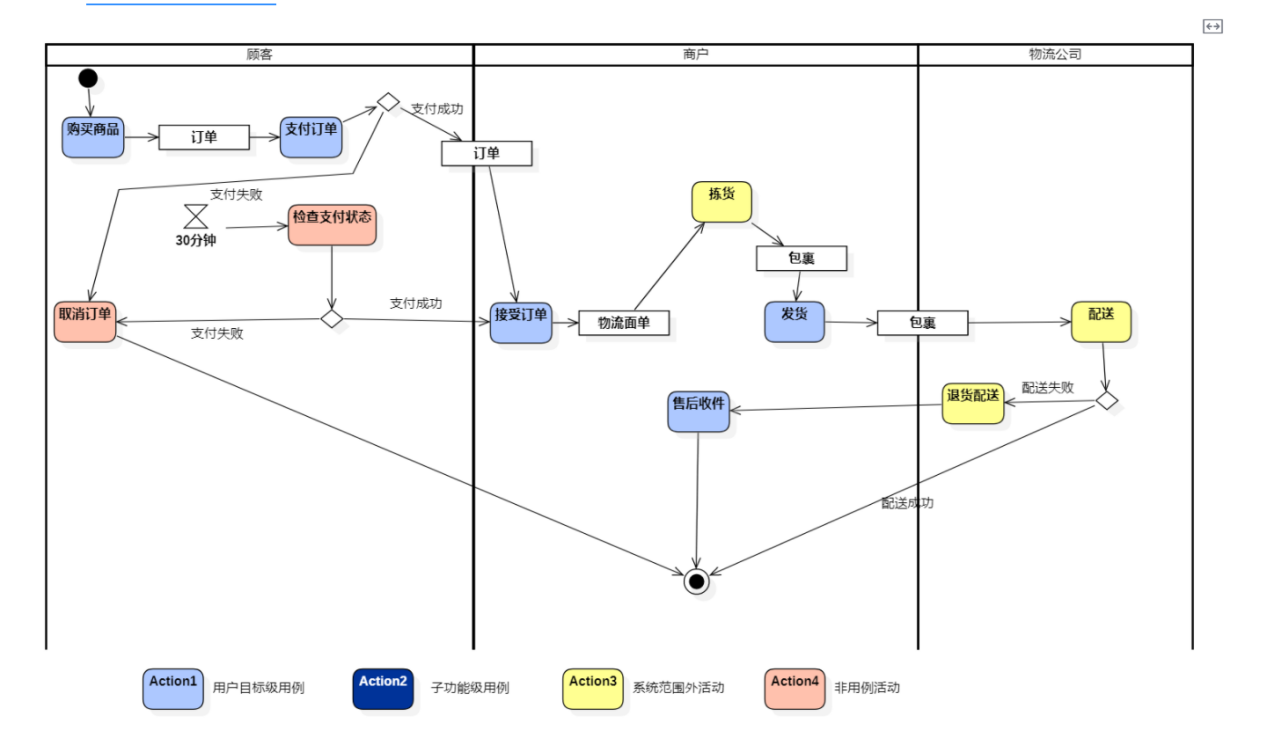 顾客
商户
物流公司
购买商品
订单
支付订单
支付成功
订单
支付失败
30分钟
检查支付状态
拣货
包裹
取消订单
支付失败
支付成功
接受订单
物流面单
发货
包裹
配送
售后收件
退货配送
配送失败
配送成功
Action1
用户目标级用例
Action2
子功能级用例
Action3
系统范围外活动
Action4
非用例活动